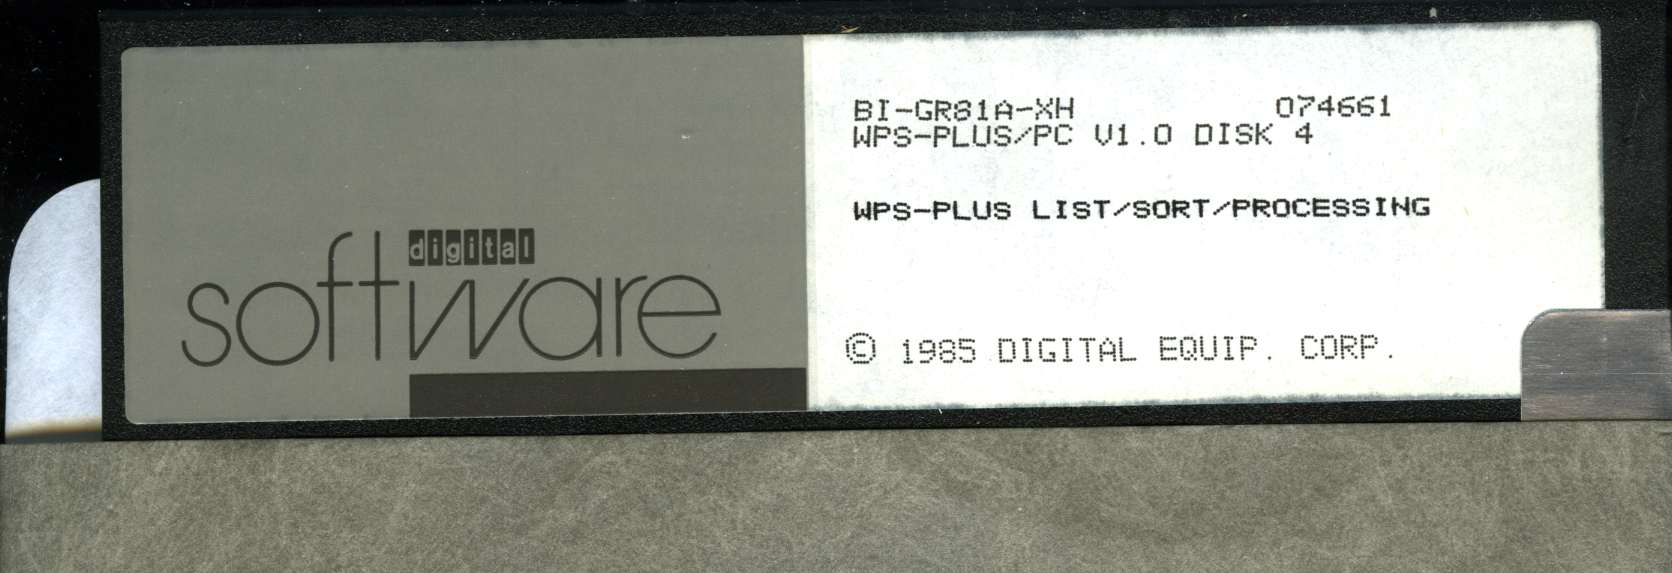 digital
software
BI-GR81A-XH 074661
WPS-PLUS/PC V1.0 DISK 4
WPS-PLUS LIST/SORT/PROCESSING
© 1985 DIGITAL EQUIP. CORP.